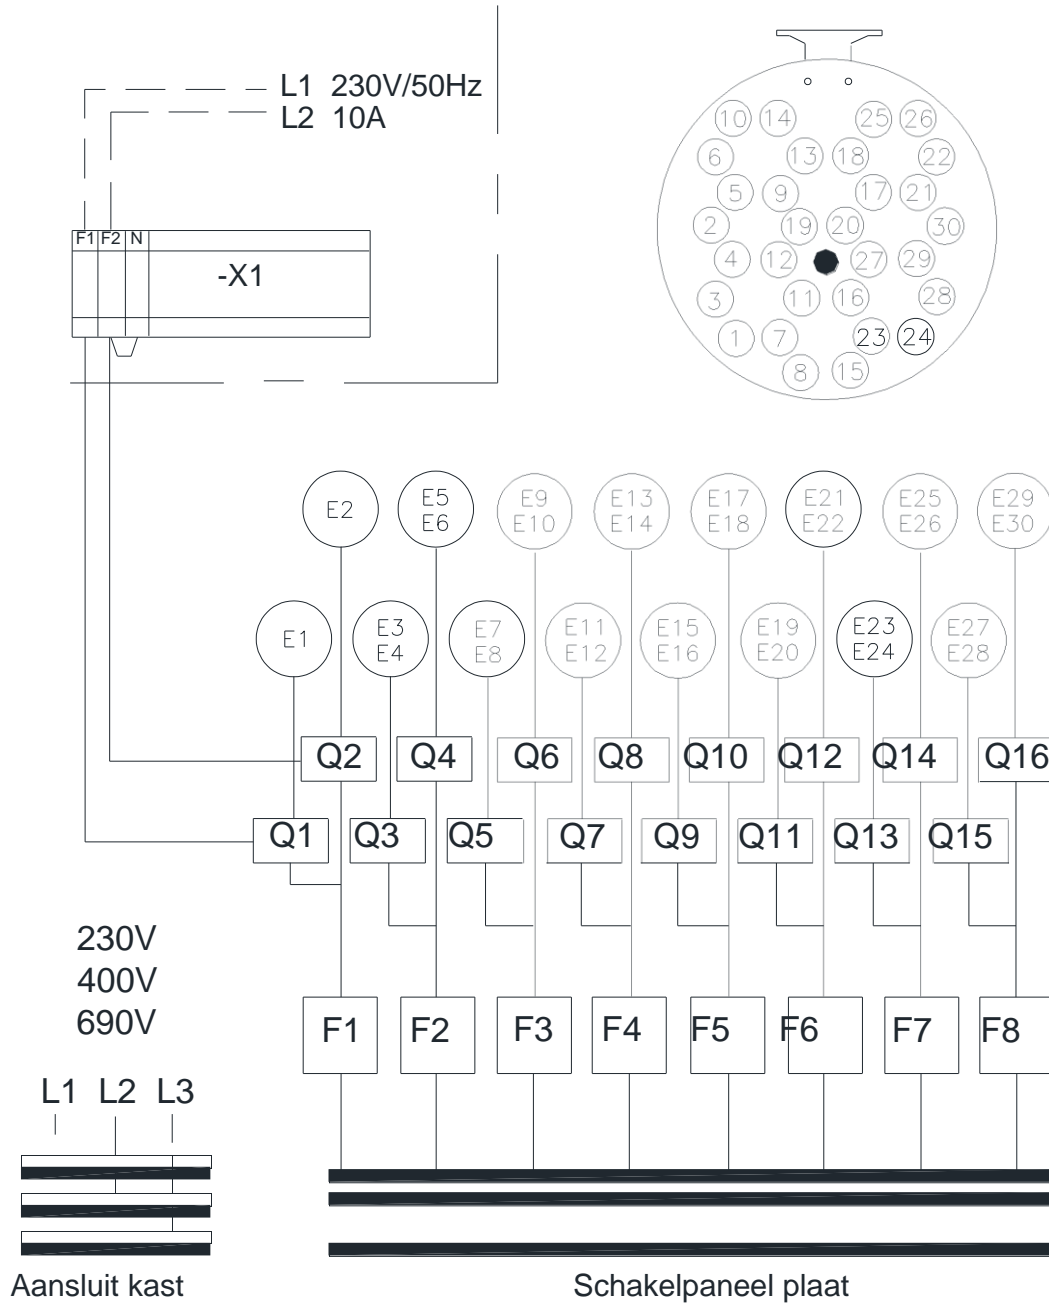 L1 230V/50Hz
L2 10A
F1 F2 N
-X1
10 14 25 26
6 13 18 22
5 9 17 21
2 19 20 30
4 12 27 29
3 11 16 28
1 7 23 24
8 15
E2
E5
E6
E9
E10
E13
E14
E17
E18
E21
E22
E25
E26
E29
E30
E1
E3
E4
E7
E8
E11
E12
E15
E16
E19
E20
E23
E24
E27
E28
Q2 Q4 Q6 Q8 Q10 Q12 Q14 Q16
Q1 Q3 Q5 Q7 Q9 Q11 Q13 Q15
230V
400V
690V
F1 F2 F3 F4 F5 F6 F7 F8
L1 L2 L3
Aansluit kast
Schakelpaneel plaat